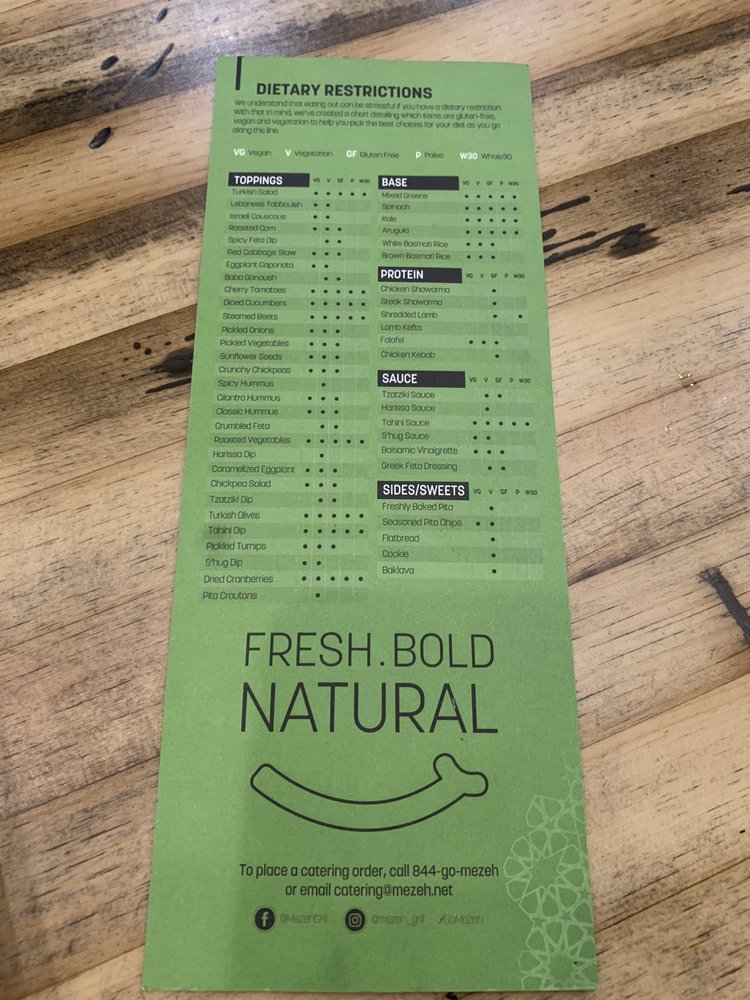 DIETARY RESTRICTIONS
We understand that eating out can be stressful if you have a dietary restriction.
With that in mind, we've created a chart detailing which items are gluten-free,
vegan and vegetarian to help you pick the best choices for your diet as you go
along the line.
VG Vegan V Vegetarian GF Gluten Free P Paleo W30 Whole30
TOPPINGS VG V GF P W30
Turkish Salad • • • • •
Lebanese Tabbouleh • •
Israeli Couscous • •
Roasted Corn • • •
Spicy Feta Dip • •
Red Cabbage Slaw • • •
Eggplant Caponata • •
Baba Ganoush • •
Cherry Tomatoes • • • • •
Diced Cucumbers • • • • •
Steamed Beets • • • • •
Pickled Onions • • •
Pickled Vegetables • • •
Sunflower Seeds • • •
Crunchy Chickpeas • • •
Spicy Hummus •
Cilantro Hummus • • •
Classic Hummus • • •
Crumbled Feta • •
Roasted Vegetables • • • • •
Harissa Dip •
Caramelized Eggplant • • •
Chickpea Salad • • •
Tzatziki Dip • •
Turkish Olives • • • • •
Tahini Dip • • • • •
Pickled Turnips • • •
S'hug Dip • •
Dried Cranberries • • • • •
Pita Croutons •
BASE VG V GF P W30
Mixed Greens • • • • •
Spinach • • • • •
Kale • • • • •
Arugula • • • • •
White Basmati Rice • • •
Brown Basmati Rice • • •
PROTEIN VG V GF P W30
Chicken Shawarma •
Steak Shawarma •
Shredded Lamb • •
Lamb Kefta
Falafel • • •
Chicken Kebab •
SAUCE VG V GF P W30
Tzatziki Sauce • •
Harissa Sauce •
Tahini Sauce • • • • •
S'hug Sauce • •
Balsamic Vinaigrette • • •
Greek Feta Dressing • •
SIDES/SWEETS VG V GF P W30
Freshly Baked Pita •
Seasoned Pita Chips • •
Flatbread •
Cookie •
Baklava •
FRESH.BOLD
NATURAL
To place a catering order, call 844-go-mezeh
or email catering@mezeh.net
@MezehGrill @mezeh_grill /GoMezeh